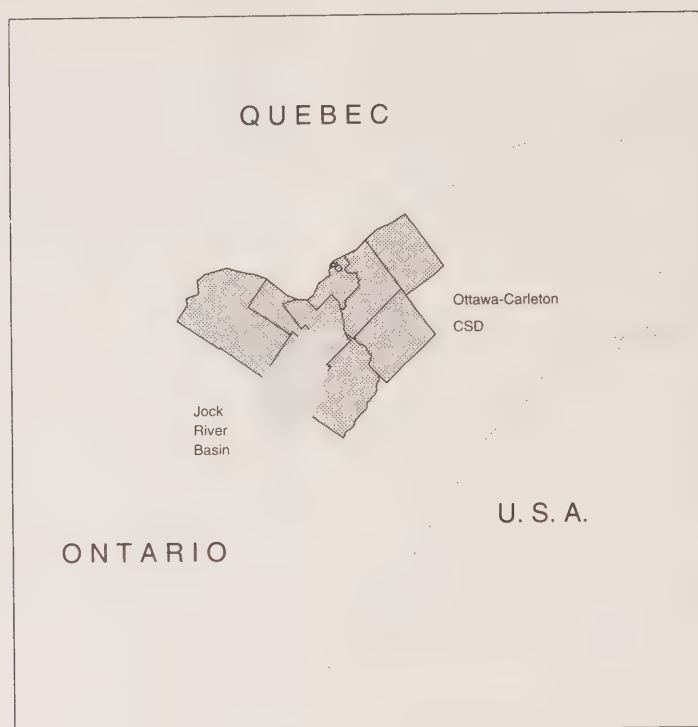 QUEBEC
Ottawa-Carleton
CSD
Jock
River
Basin
U. S. A.
ONTARIO